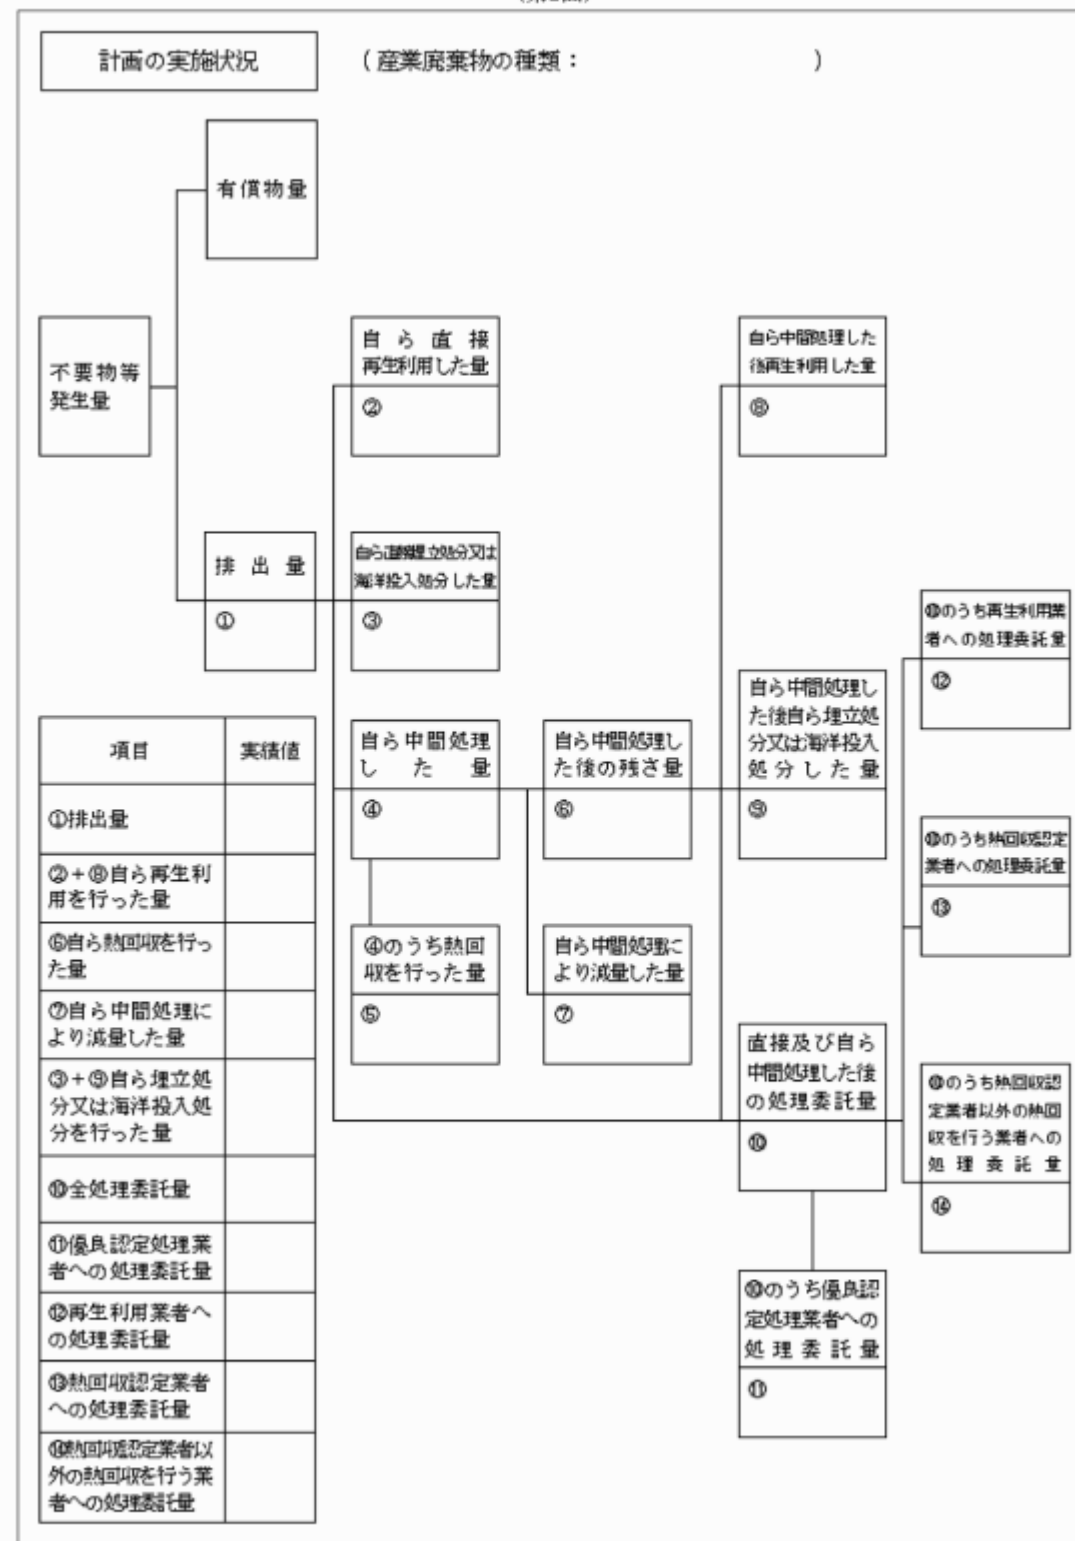 計画の実施状況
（産業廃棄物の種類：　　　　　　　　　　）
有償物量
不要物等
発生量
自ら直接
再生利用した量
②
自ら中間処理した
後再生利用した量
⑧
排出量
①
自ら直接埋立処分又は
海洋投入処分した量
③
⑩のうち再生利用業
者への処理委託量
⑫
自ら中間処理し
た後自ら埋立処
分又は海洋投入
処分した量
⑨
自ら中間処理
した量
④
自ら中間処理し
た後の残さ量
⑥
⑩のうち熱回収認定
業者への処理委託量
⑬
④のうち熱回
収を行った量
⑤
自ら中間処理に
より減量した量
⑦
直接及び自ら
中間処理した後
の処理委託量
⑩
⑩のうち熱回収認
定業者以外の熱回
収を行う業者への
処理委託量
⑭
⑩のうち優良認
定処理業者への
処理委託量
⑪
項目
実績値
①排出量
②+⑧自ら再生利
用を行った量
自ら熱回収を行っ
た量
⑦自ら中間処理に
より減量した量
③+⑨自ら埋立処
分又は海洋投入処
分を行った量
⑩全処理委託量
⑪優良認定処理業
者への処理委託量
⑫再生利用業者へ
の処理委託量
⑬熱回収認定業者
への処理委託量
⑭熱回収認定業者以
外の熱回収を行う業
者への処理委託量